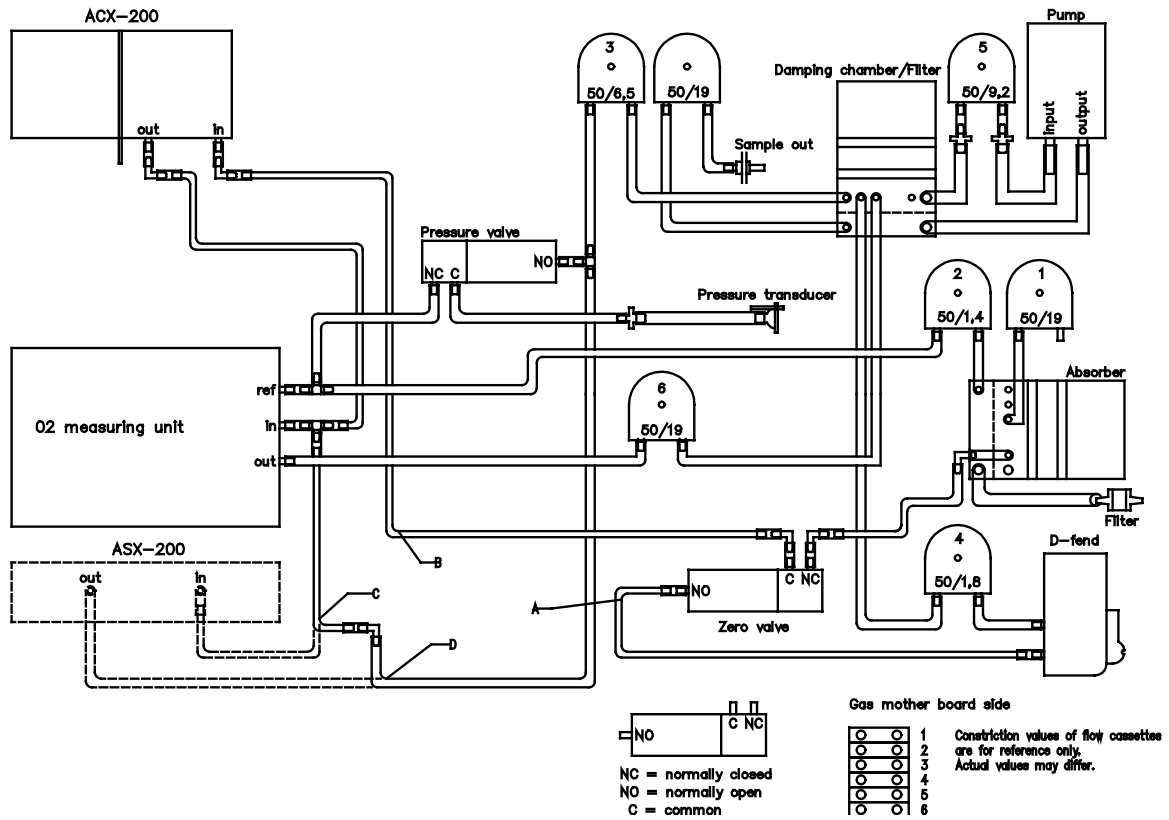 ACX-200
out
in
3
50/6,5
50/19
Sample out
Damping chamber/Filter
5
50/9,2
Pump
input
output
Pressure valve
NC
C
NO
Pressure transducer
2
50/1,4
1
50/19
Absorber
O2 measuring unit
ref
in
out
6
50/19
Filter
ASX-200
out
in
B
C
A
D
C
NC
NO
Zero valve
4
50/1,8
D-fend
C
NC
NO
NC = normally closed
NO = normally open
C = common
Gas mother board side
1
2
3
4
5
6
Constriction values of flow cassettes
are for reference only.
Actual values may differ.